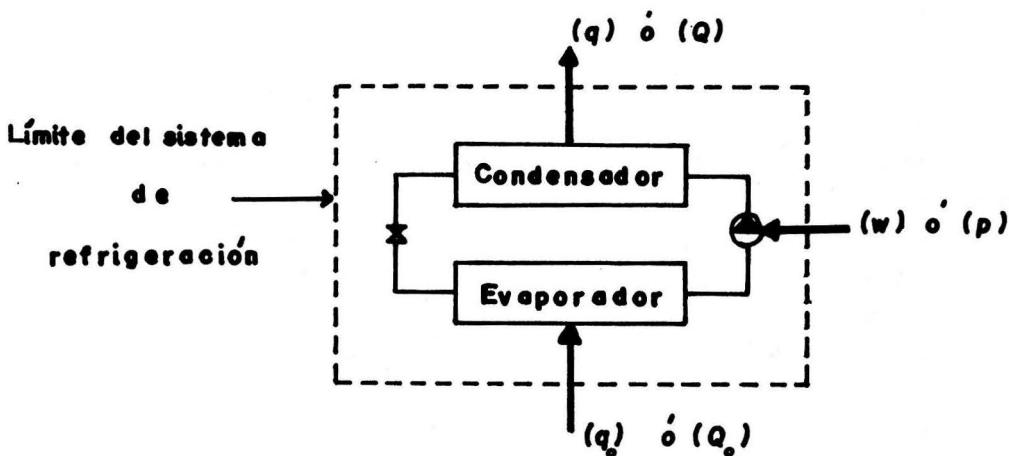 (q) ó (Q)
Límite del sistema
de
refrigeración
Condensador
(w) ó (p)
Evaporador
(q₀) ó (Q₀)